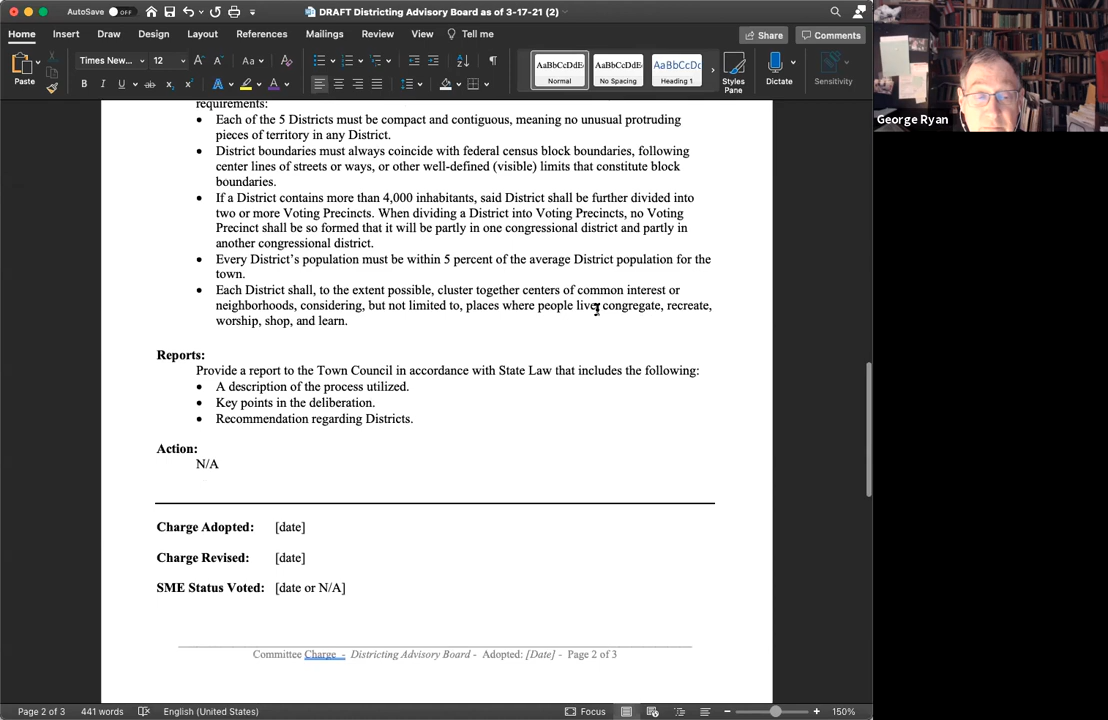 AutoSave OFF
DRAFT Districting Advisory Board as of 3-17-21 (2)
Home Insert Draw Design Layout References Mailings Review View Tell me
Share Comments
Paste
Times New... 12
Aa
AaBbCcDdE
Normal
AaBbCcDdE
No Spacing
AaBbCcDc
Heading 1
Styles Pane
Dictate
Sensitivity
George Ryan
requirements:
• Each of the 5 Districts must be compact and contiguous, meaning no unusual protruding
pieces of territory in any District.
• District boundaries must always coincide with federal census block boundaries, following
center lines of streets or ways, or other well-defined (visible) limits that constitute block
boundaries.
• If a District contains more than 4,000 inhabitants, said District shall be further divided into
two or more Voting Precincts. When dividing a District into Voting Precincts, no Voting
Precinct shall be so formed that it will be partly in one congressional district and partly in
another congressional district.
• Every District’s population must be within 5 percent of the average District population for the
town.
• Each District shall, to the extent possible, cluster together centers of common interest or
neighborhoods, considering, but not limited to, places where people live, congregate, recreate,
worship, shop, and learn.
Reports:
Provide a report to the Town Council in accordance with State Law that includes the following:
• A description of the process utilized.
• Key points in the deliberation.
• Recommendation regarding Districts.
Action:
N/A
Charge Adopted: [date]
Charge Revised: [date]
SME Status Voted: [date or N/A]
Committee Charge - Districting Advisory Board - Adopted: [Date] - Page 2 of 3
Page 2 of 3 441 words English (United States) Focus 150%